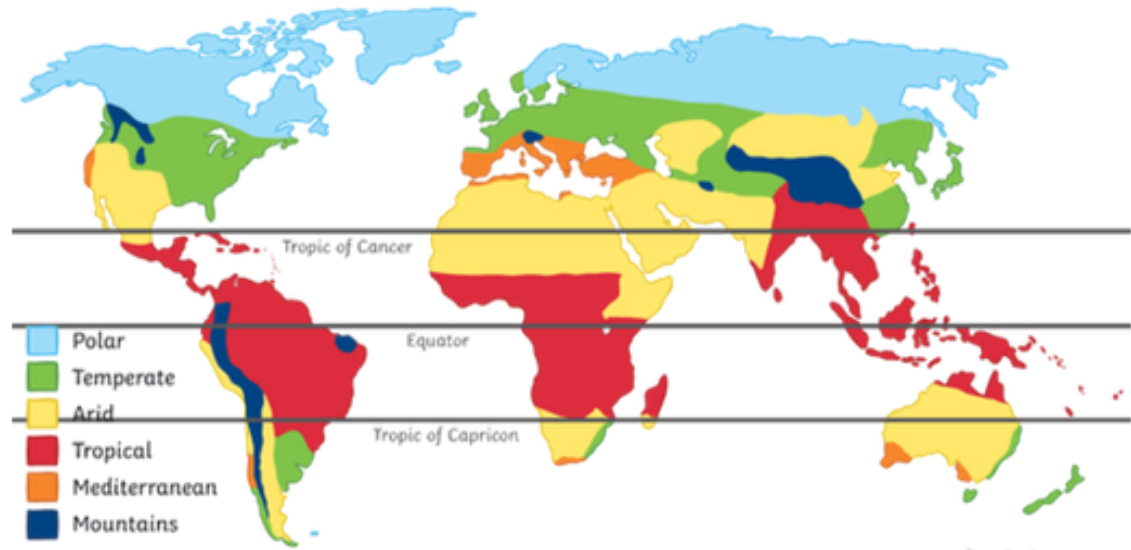 Tropic of Cancer
Equator
Polar
Temperate
Arid
Tropic of Capricon
Tropical
Mediterranean
Mountains